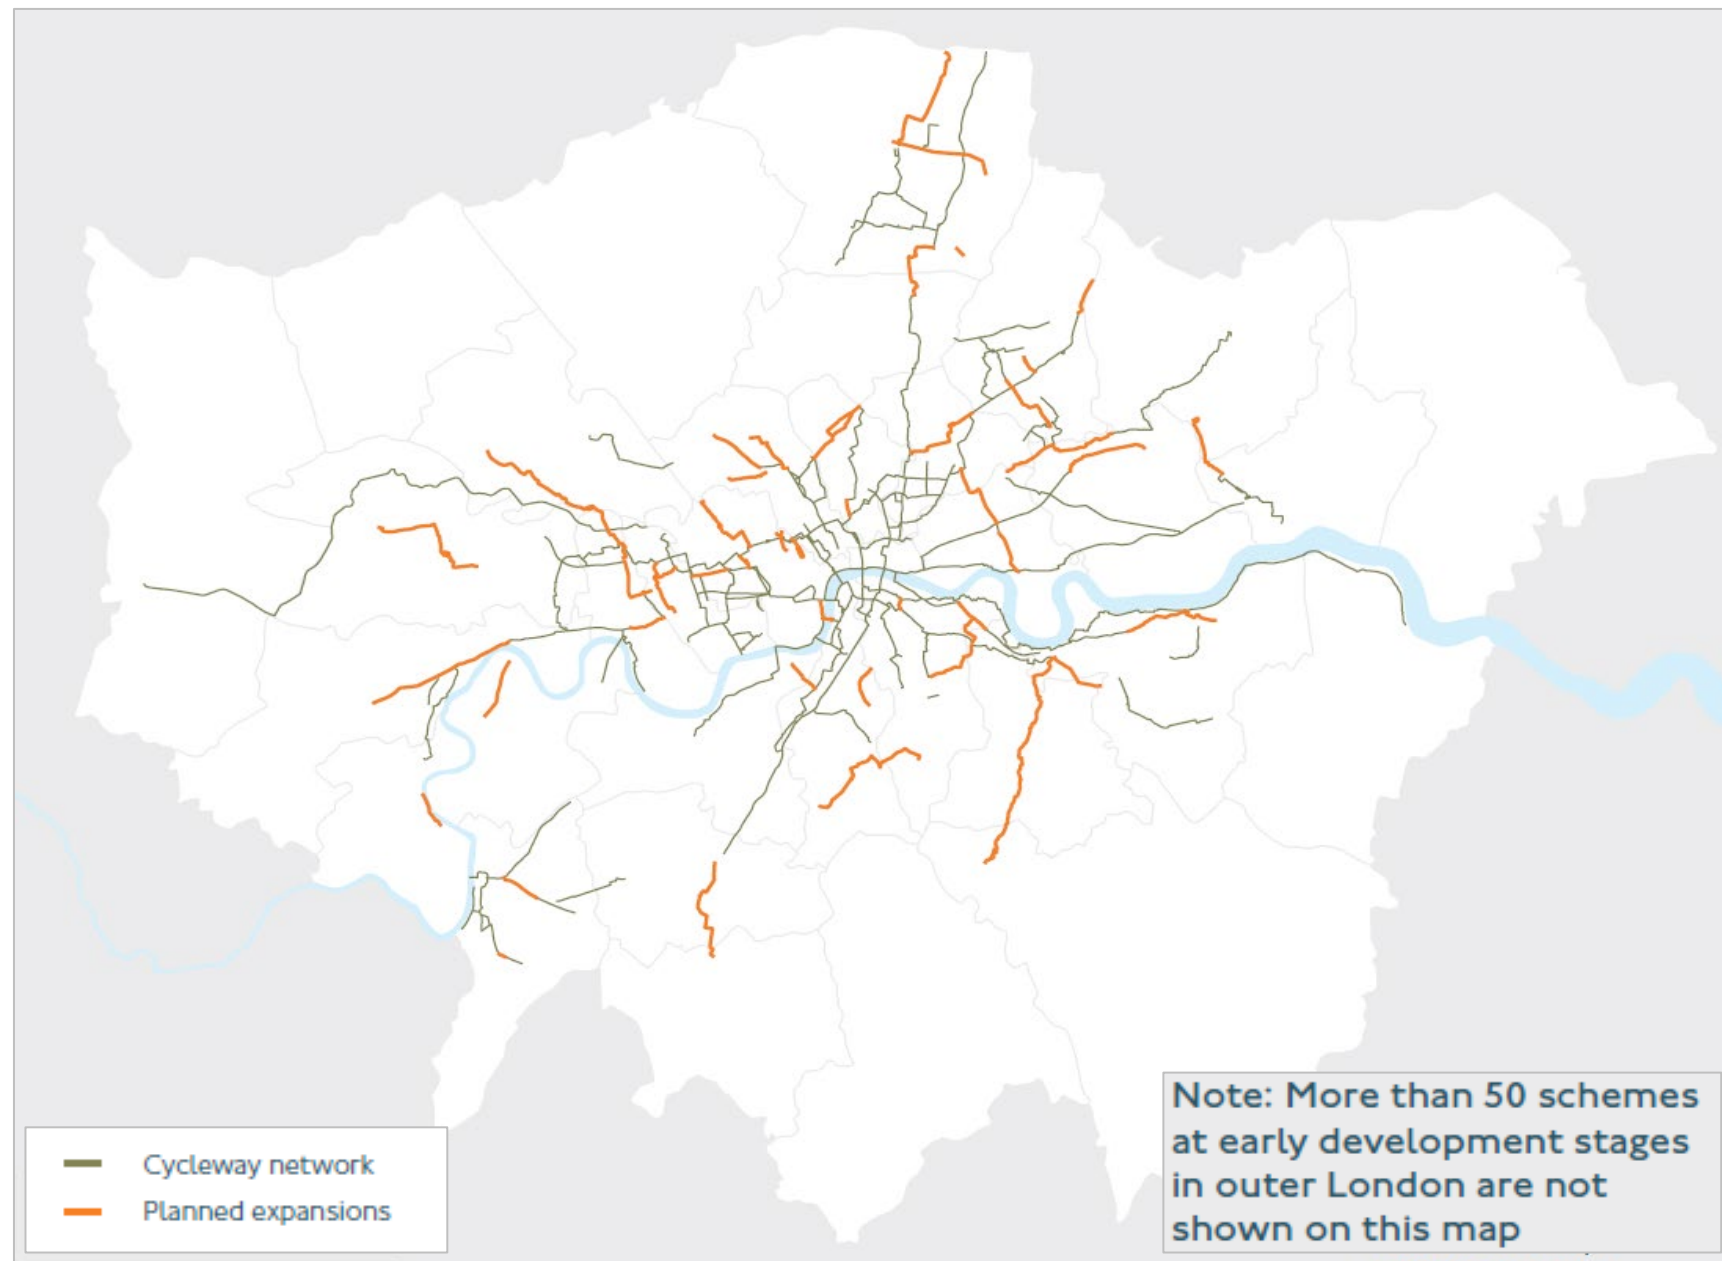 Cycleway network
Planned expansions
Note: More than 50 schemes
at early development stages
in outer London are not
shown on this map